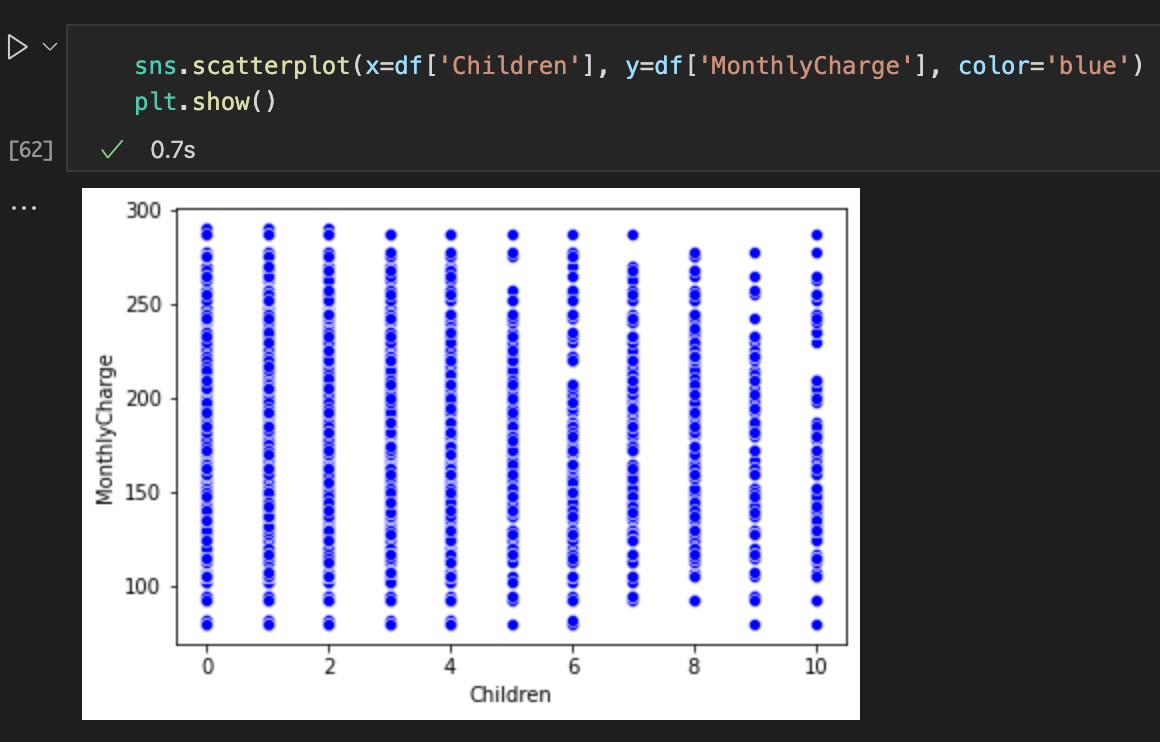 sns.scatterplot(x=df['Children'], y=df['MonthlyCharge'], color='blue')
plt.show()
[62]
0.7s
...
300
250
200
150
100
MonthlyCharge
0 2 4 6 8 10
Children